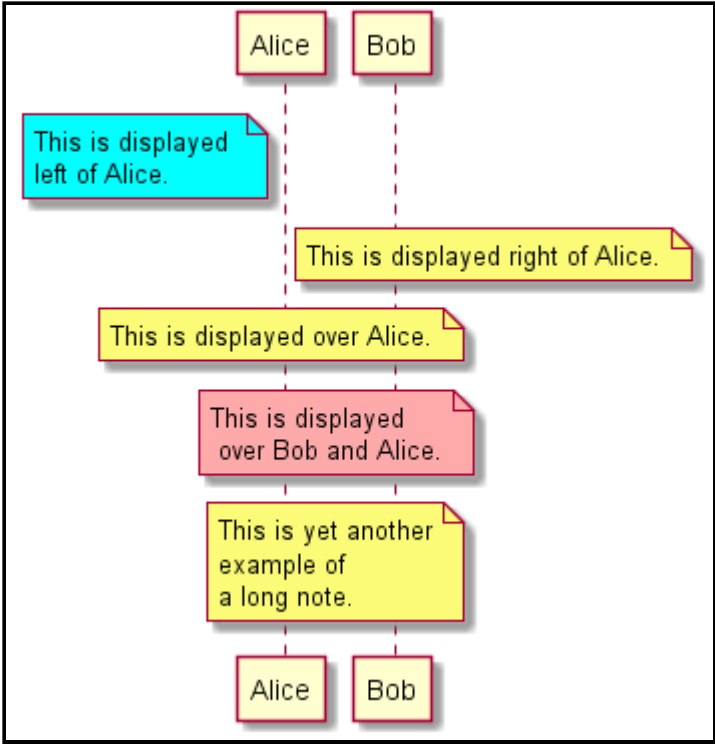 Alice
Bob
This is displayed
left of Alice.
This is displayed right of Alice.
This is displayed over Alice.
This is displayed
over Bob and Alice.
This is yet another
example of
a long note.
Alice
Bob